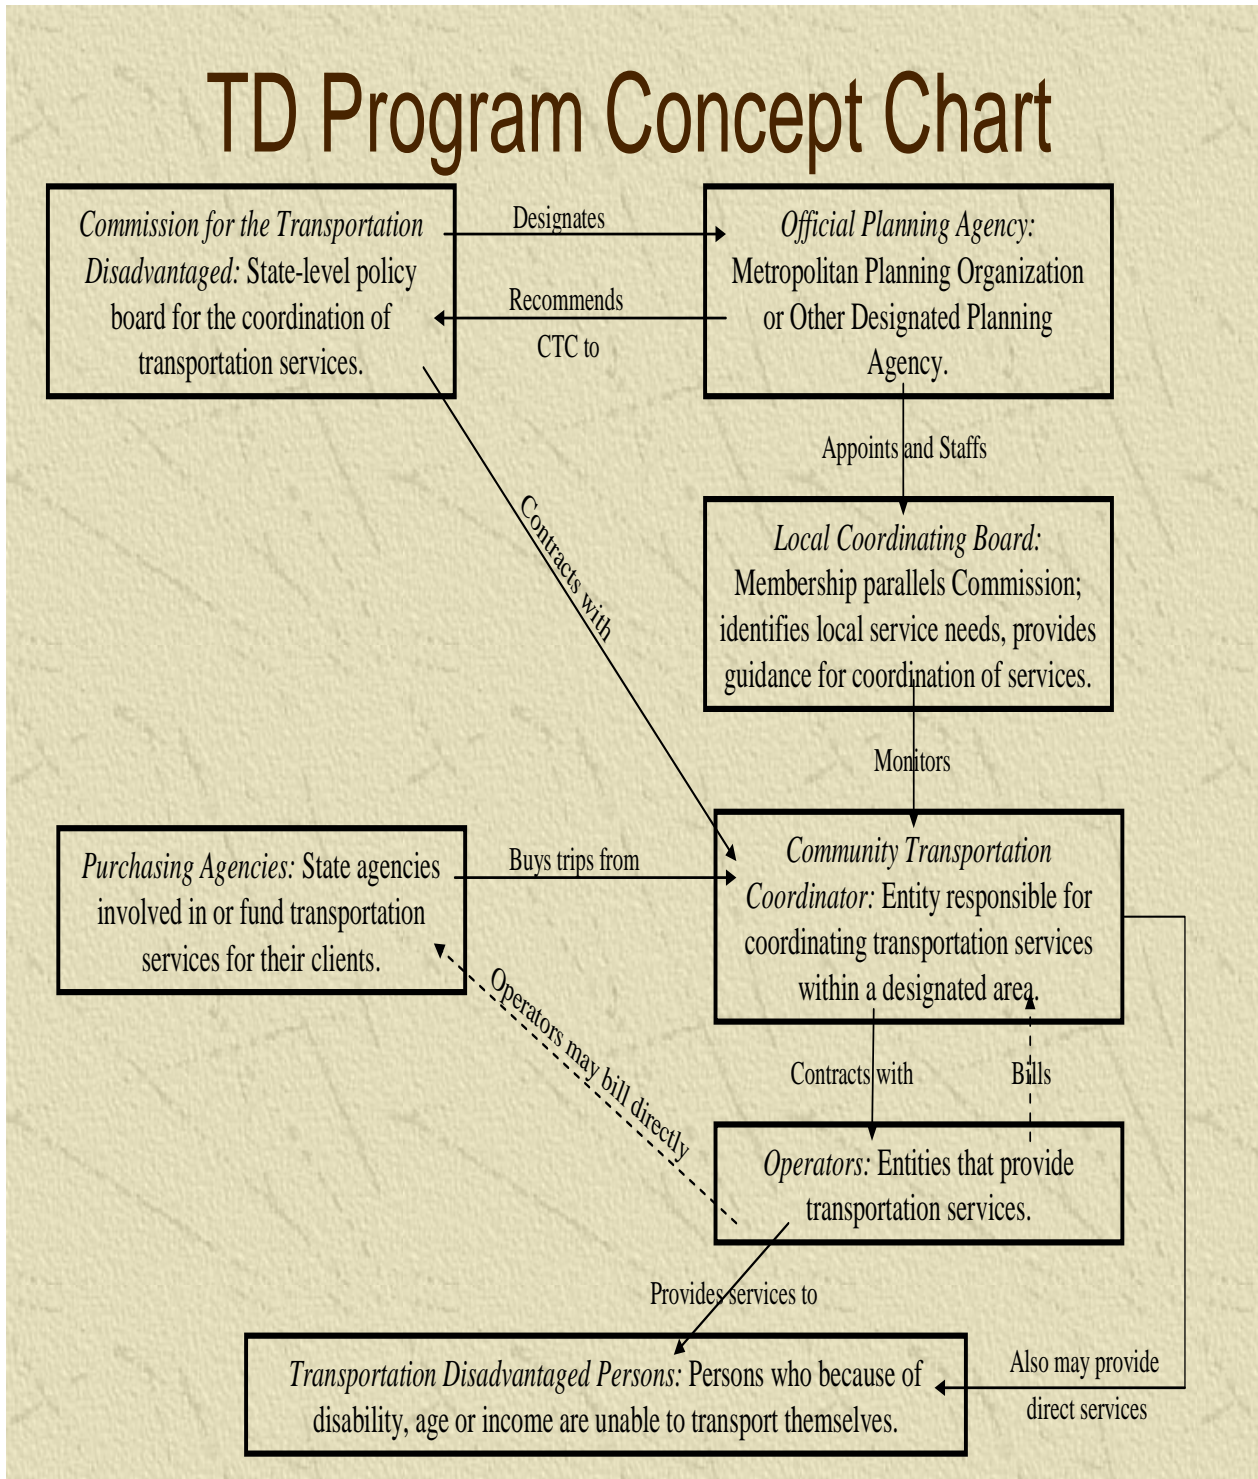 TD Program Concept Chart
Commission for the Transportation
Disadvantaged: State-level policy
board for the coordination of
transportation services.
Designates
Recommends
CTC to
Official Planning Agency:
Metropolitan Planning Organization
or Other Designated Planning
Agency.
Appoints and Staffs
Contracts with
Local Coordinating Board:
Membership parallels Commission;
identifies local service needs, provides
guidance for coordination of services.
Monitors
Purchasing Agencies: State agencies
involved in or fund transportation
services for their clients.
Buys trips from
Community Transportation
Coordinator: Entity responsible for
coordinating transportation services
within a designated area.
Operators may bill directly
Contracts with
Bills
Operators: Entities that provide
transportation services.
Provides services to
Transportation Disadvantaged Persons: Persons who because of
disability, age or income are unable to transport themselves.
Also may provide
direct services